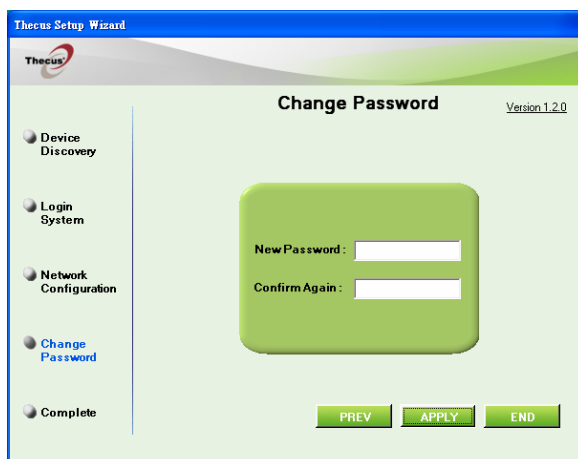 Thecus Setup Wizard
Thecus
Change Password
Version 1.2.0
Device
Discovery
Login
System
Network
Configuration
Change
Password
Complete
New Password :
Confirm Again :
PREV
APPLY
END